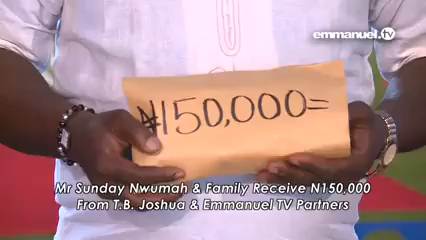 emmanuel.tv
₦150,000=
Mr Sunday Nwumah & Family Receive N150,000
From T.B. Joshua & Emmanuel TV Partners